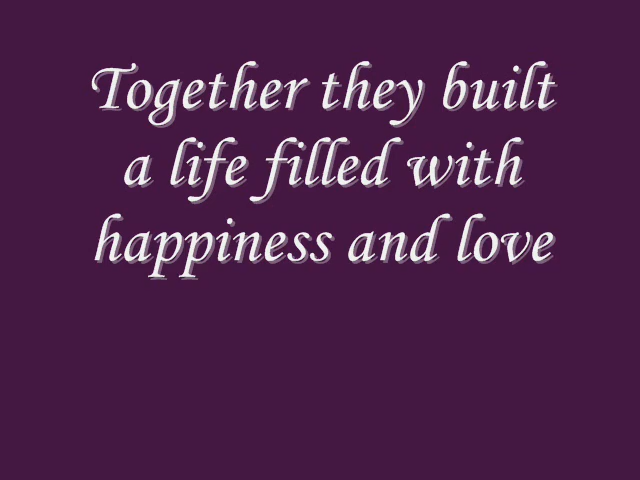 Together they built
a life filled with
happiness and love